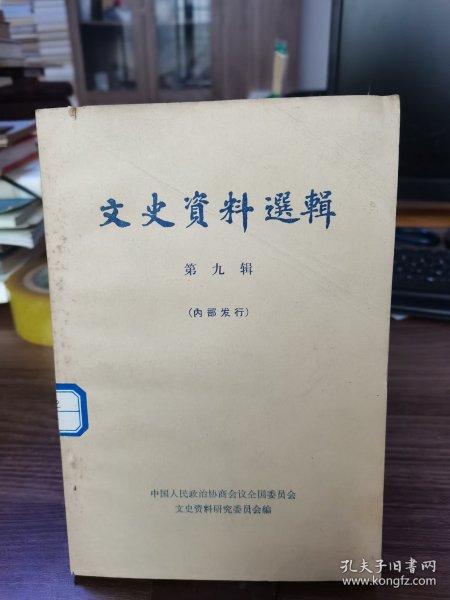 文史資料選輯
第九辑
(内部发行)
中国人民政治协商会议全国委员会
文史资料研究委员会編
孔夫子旧书网
www.kongfz.com